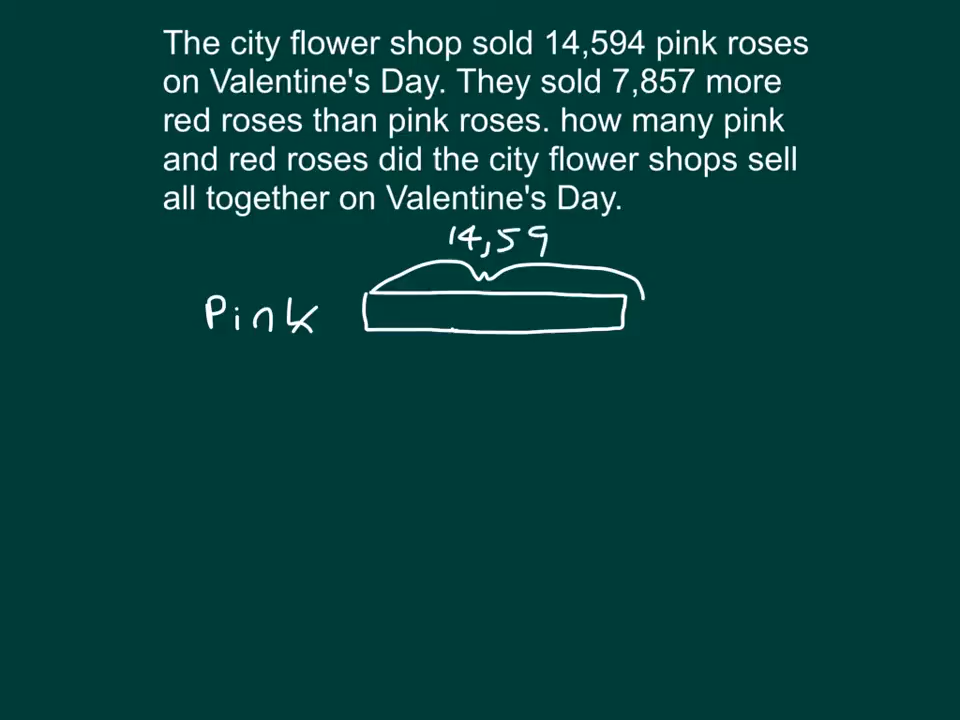 The city flower shop sold 14,594 pink roses
on Valentine's Day. They sold 7,857 more
red roses than pink roses. how many pink
and red roses did the city flower shops sell
all together on Valentine's Day.
14,59
Pink